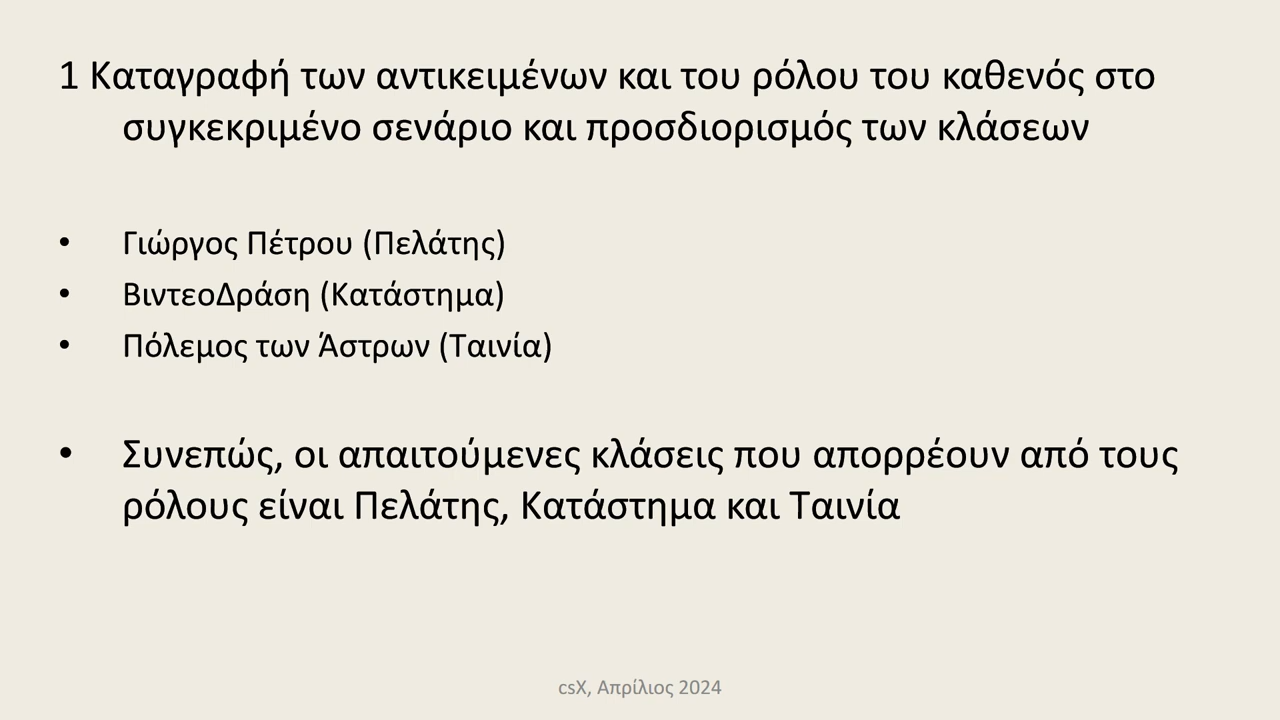 1 Καταγραφή των αντικειμένων και του ρόλου του καθενός στο
συγκεκριμένο σενάριο και προσδιορισμός των κλάσεων
• Γιώργος Πέτρου (Πελάτης)
• ΒιντεοΔράση (Κατάστημα)
• Πόλεμος των Άστρων (Ταινία)
• Συνεπώς, οι απαιτούμενες κλάσεις που απορρέουν από τους
ρόλους είναι Πελάτης, Κατάστημα και Ταινία
csX, Απρίλιος 2024